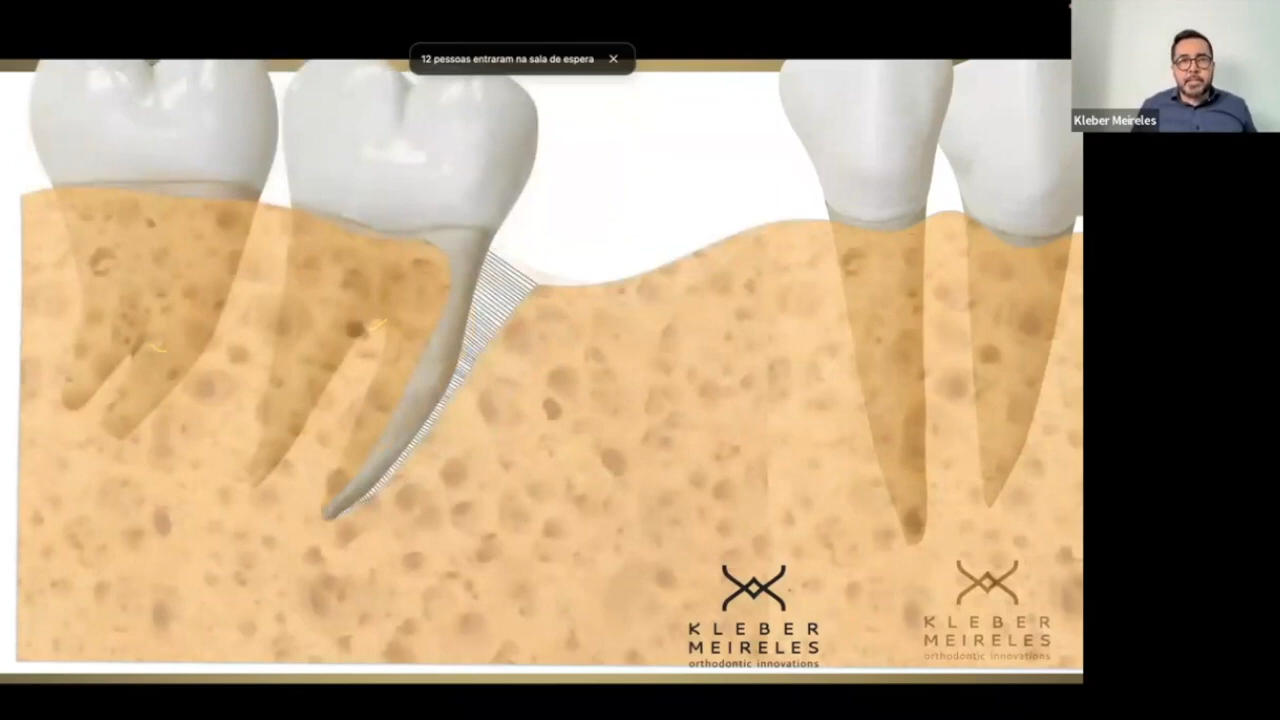 12 pessoas entraram na sala de espera
Kleber Meireles
KLEBER
MEIRELES
orthodontic innovations
KLEBER
MEIRELES
orthodontic innovations